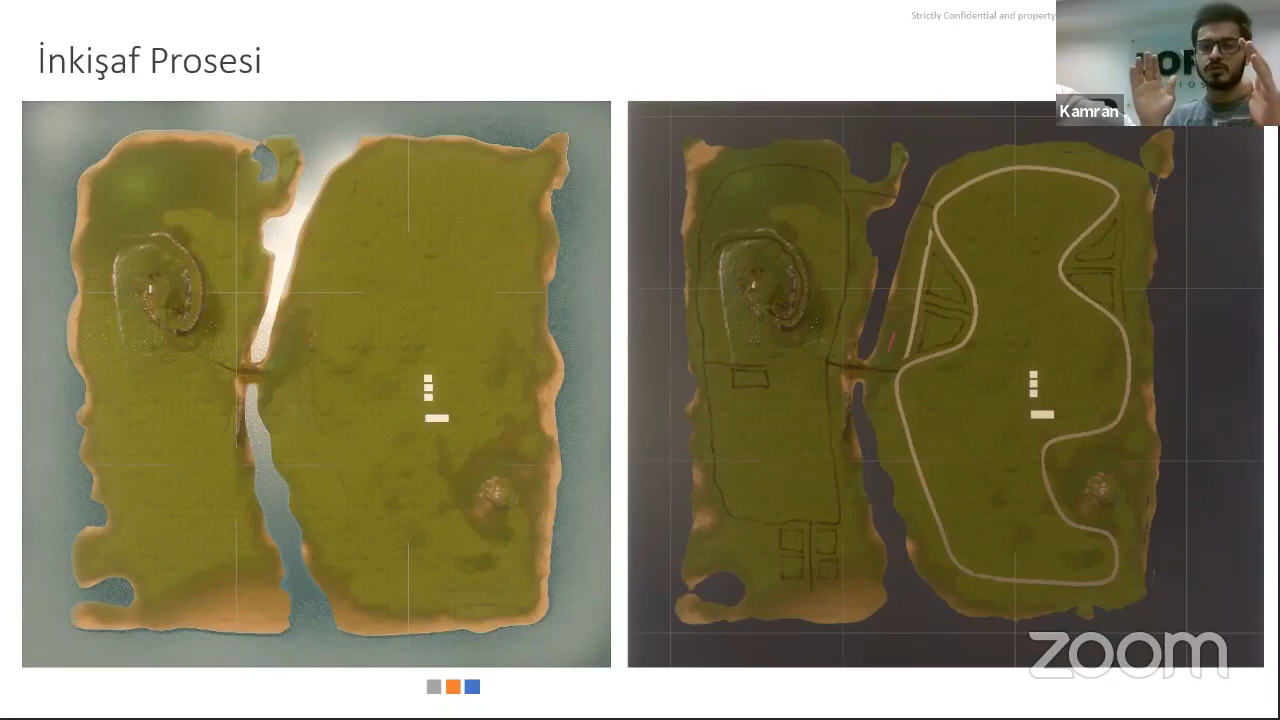 Strictly Confidential and property
İnkişaf Prosesi
Kamran
zoom